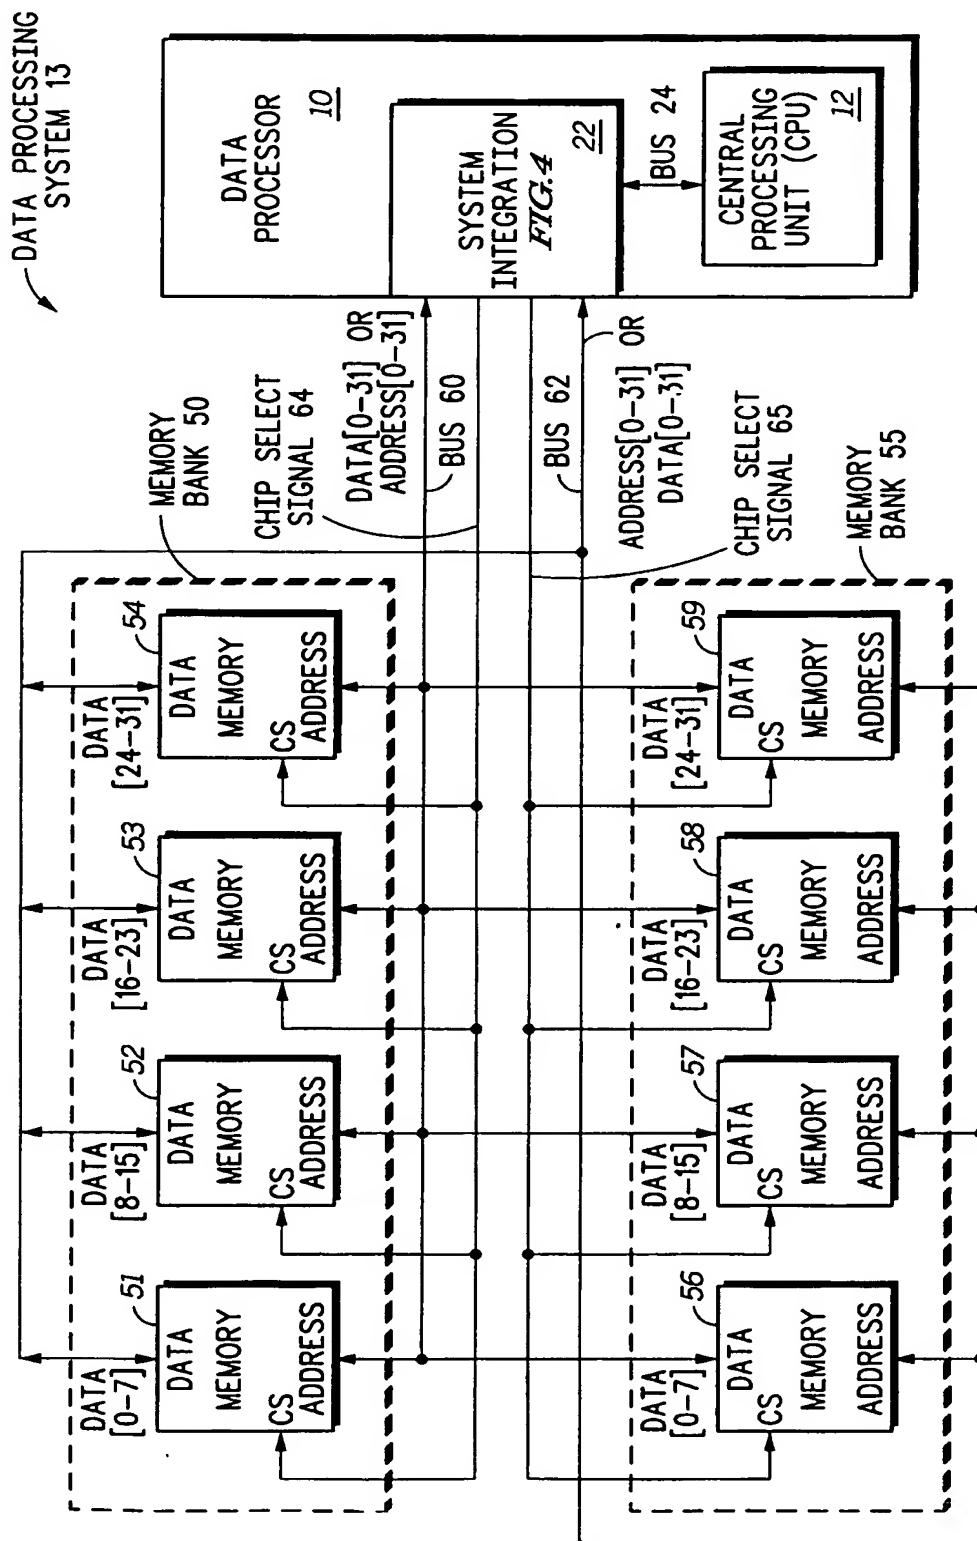 DATA PROCESSING
SYSTEM 13
DATA
PROCESSOR
10
SYSTEM
INTEGRATION
FIG.4
22
BUS 24
CENTRAL
PROCESSING
UNIT (CPU)
12
MEMORY
BANK 50
CHIP SELECT
SIGNAL 64
DATA[0-31] OR
ADDRESS[0-31]
BUS 60
BUS 62
OR
ADDRESS[0-31]
DATA[0-31]
CHIP SELECT
SIGNAL 65
MEMORY
BANK 55
DATA
[0-7]
51
DATA
MEMORY
CS
ADDRESS
DATA
[8-15]
52
DATA
MEMORY
CS
ADDRESS
DATA
[16-23]
53
DATA
MEMORY
CS
ADDRESS
DATA
[24-31]
54
DATA
MEMORY
CS
ADDRESS
DATA
[0-7]
56
DATA
CS
MEMORY
ADDRESS
DATA
[8-15]
57
DATA
CS
MEMORY
ADDRESS
DATA
[16-23]
58
DATA
CS
MEMORY
ADDRESS
DATA
[24-31]
59
DATA
CS
MEMORY
ADDRESS